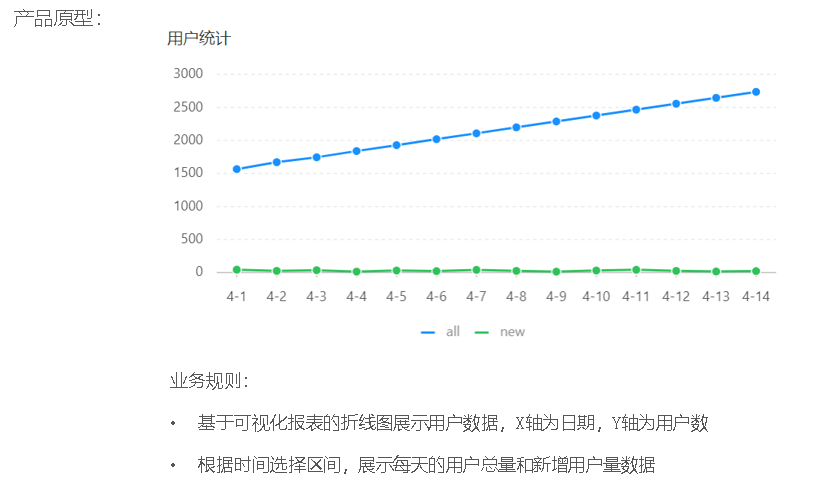 产品原型：
用户统计
3000
2500
2000
1500
1000
500
0
4-1 4-2 4-3 4-4 4-5 4-6 4-7 4-8 4-9 4-10 4-11 4-12 4-13 4-14
all new
业务规则：
• 基于可视化报表的折线图展示用户数据，X轴为日期，Y轴为用户数
• 根据时间选择区间，展示每天的用户总量和新增用户量数据